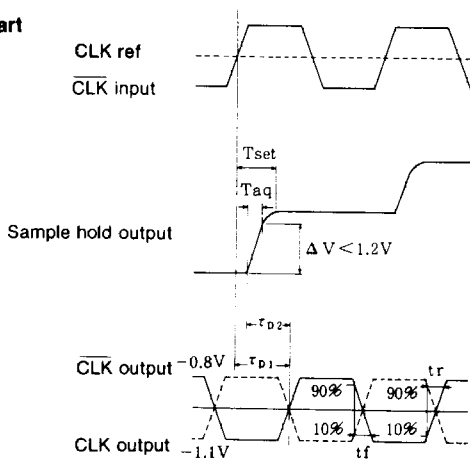 art
CLK ref
CLK input
Tset
Taq
Sample hold output
ΔV<1.2V
τD2
CLK output
-0.8V
τD1
tr
90%
90%
10%
10%
CLK output
-1.1V
tf